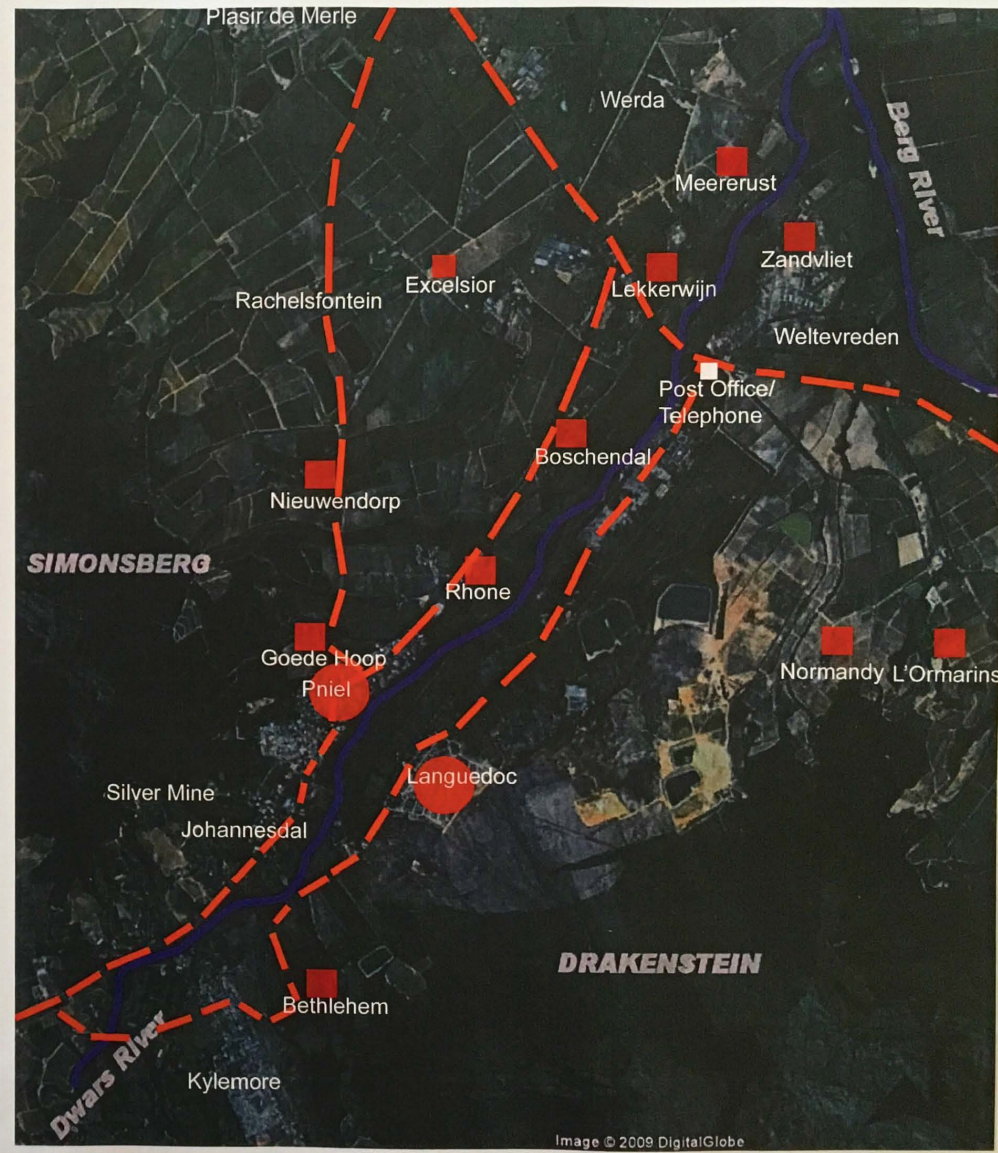 Plasir de Merle
Werda
Berg River
Meererust
Zandvliet
Excelsior
Lekkerwijn
Rachelsfontein
Weltevreden
Post Office/
Telephone
Boschendal
Nieuwendorp
SIMONSBERG
Rhone
Goede Hoop
Pniel
Normandy
L'Ormarins
Languedoc
Silver Mine
Johannesdal
DRAKENSTEIN
Bethlehem
Dwars River
Kylemore
Image © 2009 DigitalGlobe